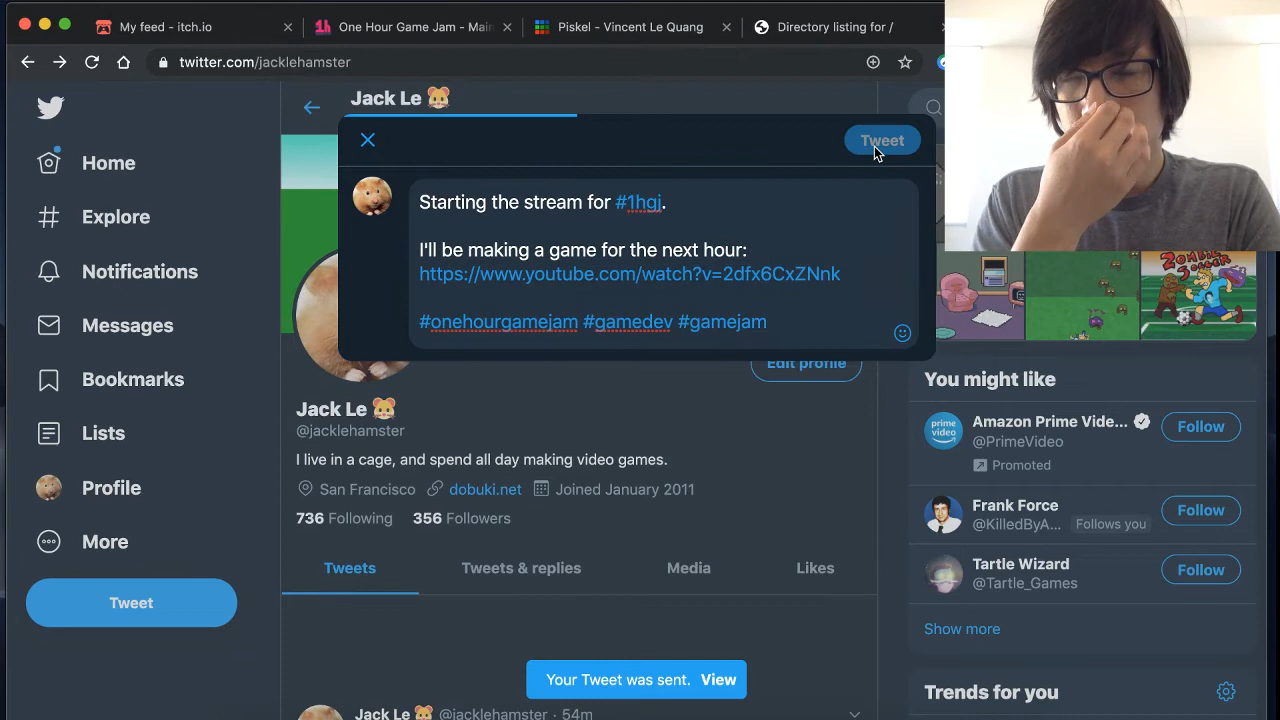 My feed - itch.io
One Hour Game Jam - Main
Piskel - Vincent Le Quang
Directory listing for /
twitter.com/jacklehamster
Jack Le 🐹
Tweet
Starting the stream for #1hgj.
I'll be making a game for the next hour:
https://www.youtube.com/watch?v=2dfx6CxZNnk
#onehourgamejam #gamedev #gamejam
Home
Explore
Notifications
Messages
Bookmarks
Lists
Profile
More
Tweet
Edit profile
Jack Le 🐹
@jacklehamster
I live in a cage, and spend all day making video games.
San Francisco dobuki.net Joined January 2011
736 Following 356 Followers
Tweets Tweets & replies Media Likes
Your Tweet was sent. View
Jack Le 🐹 @jacklehamster · 54m
ZOMBIE
SOCCER
You might like
prime
video
Amazon Prime Vide...
@PrimeVideo
Promoted
Follow
Frank Force
@KilledByA... Follows you
Follow
Tartle Wizard
@Tartle_Games
Follow
Show more
Trends for you